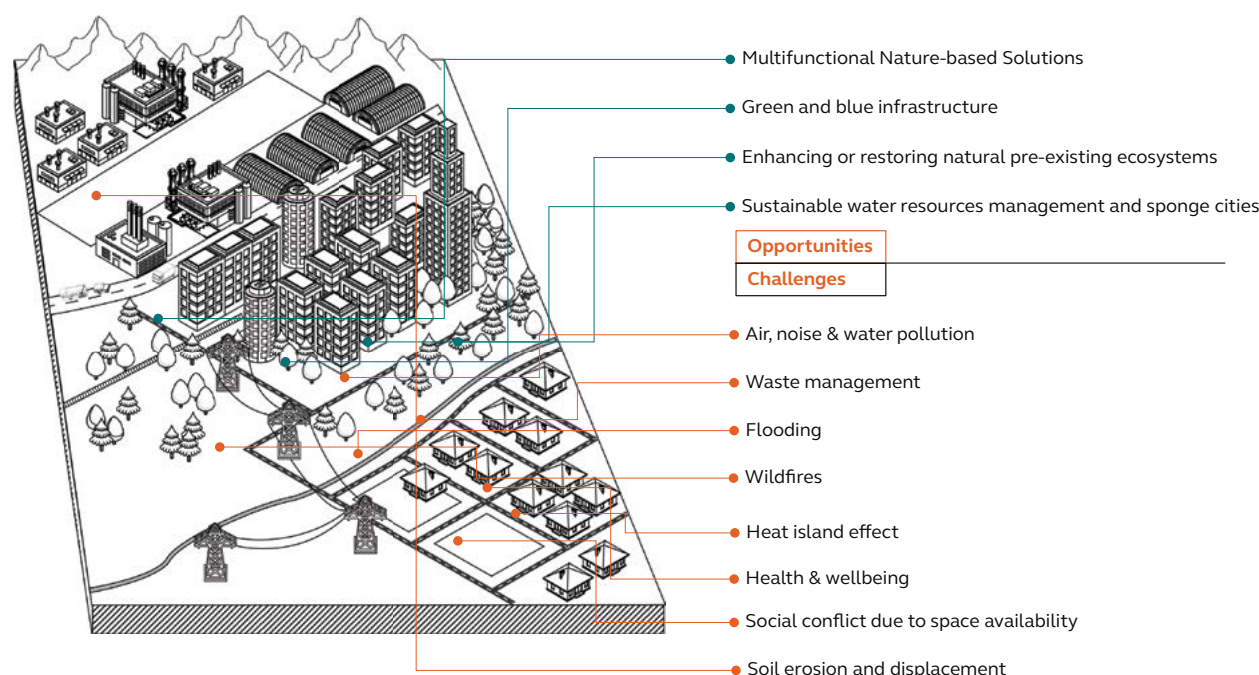 Multifunctional Nature-based Solutions
Green and blue infrastructure
Enhancing or restoring natural pre-existing ecosystems
Sustainable water resources management and sponge cities
Opportunities
Challenges
Air, noise & water pollution
Waste management
Flooding
Wildfires
Heat island effect
Health & wellbeing
Social conflict due to space availability
Soil erosion and displacement